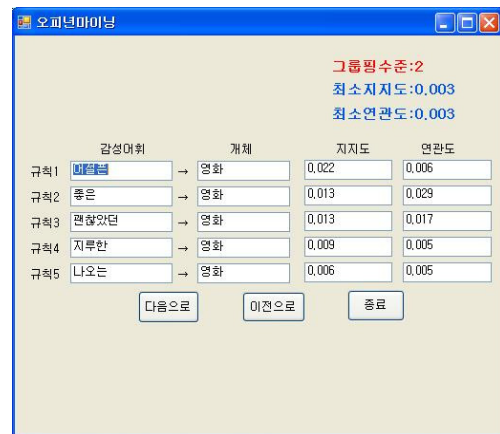 오피년마이닝
그룹핑수준:2
최소지지도:0,003
최소연관도:0,003
감성어휘 개체 지지도 연관도
규칙1 어설픈 → 영화 0,022 0,006
규칙2 좋은 → 영화 0,013 0,029
규칙3 괜찮았던 → 영화 0,013 0,017
규칙4 지루한 → 영화 0,009 0,005
규칙5 나오는 → 영화 0,006 0,005
다음으로 이전으로 종료